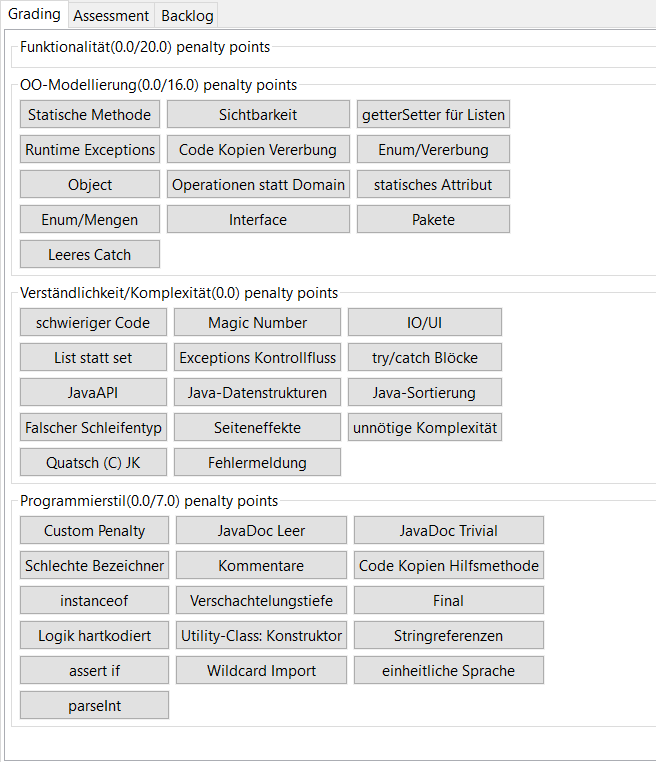 Grading Assessment Backlog
Funktionalität(0.0/20.0) penalty points
OO-Modellierung(0.0/16.0) penalty points
Statische Methode Sichtbarkeit getterSetter für Listen
Runtime Exceptions Code Kopien Vererbung Enum/Vererbung
Object Operationen statt Domain statisches Attribut
Enum/Mengen Interface Pakete
Leeres Catch
Verständlichkeit/Komplexität(0.0) penalty points
schwieriger Code Magic Number IO/UI
List statt set Exceptions Kontrollfluss try/catch Blöcke
JavaAPI Java-Datenstrukturen Java-Sortierung
Falscher Schleifentyp Seiteneffekte unnötige Komplexität
Quatsch (C) JK Fehlermeldung
Programmierstil(0.0/7.0) penalty points
Custom Penalty JavaDoc Leer JavaDoc Trivial
Schlechte Bezeichner Kommentare Code Kopien Hilfsmethode
instanceof Verschachtelungstiefe Final
Logik hartkodiert Utility-Class: Konstruktor Stringreferenzen
assert if Wildcard Import einheitliche Sprache
parseInt